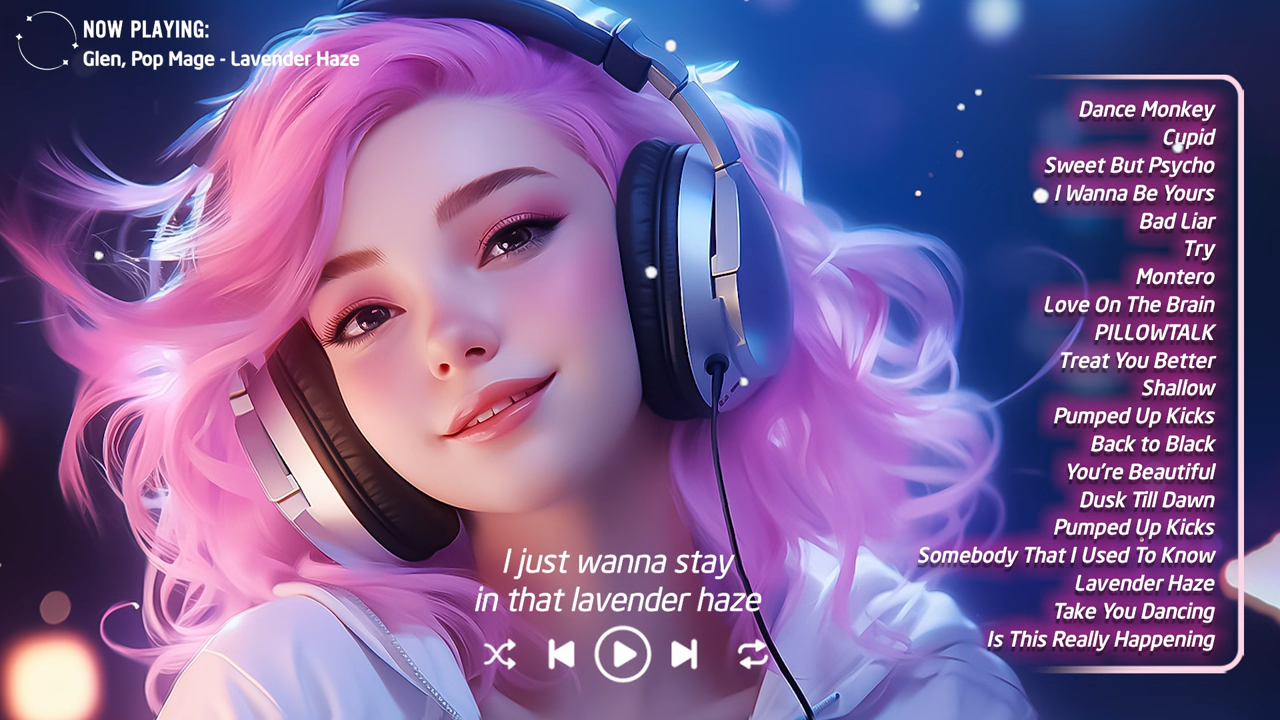 NOW PLAYING:
Glen, Pop Mage - Lavender Haze
Dance Monkey
Cupid
Sweet But Psycho
I Wanna Be Yours
Bad Liar
Try
Montero
Love On The Brain
PILLOWTALK
Treat You Better
Shallow
Pumped Up Kicks
Back to Black
You're Beautiful
Dusk Till Dawn
Pumped Up Kicks
Somebody That I Used To Know
Lavender Haze
Take You Dancing
Is This Really Happening
I just wanna stay
in that lavender haze